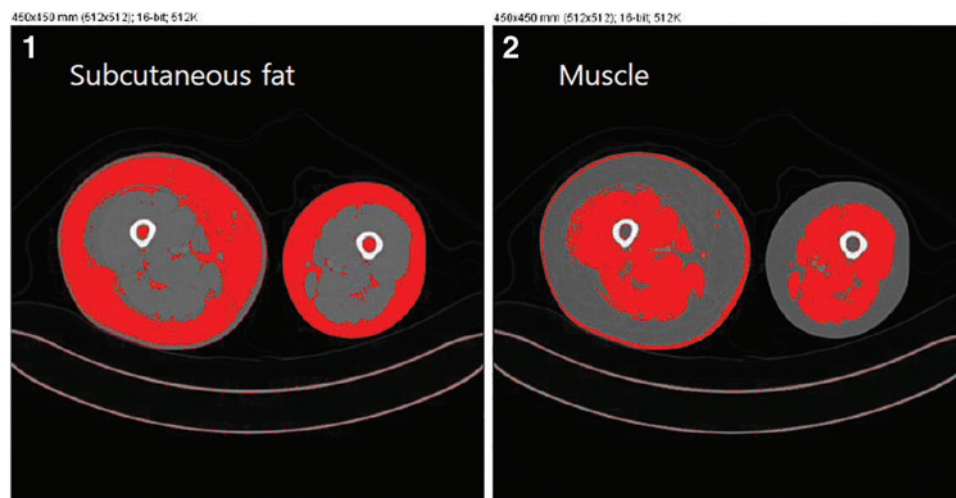 450x450 mm (512x512); 16-bit; 512K
1
Subcutaneous fat
450x450 mm (512x512); 16-bit; 512K
2
Muscle